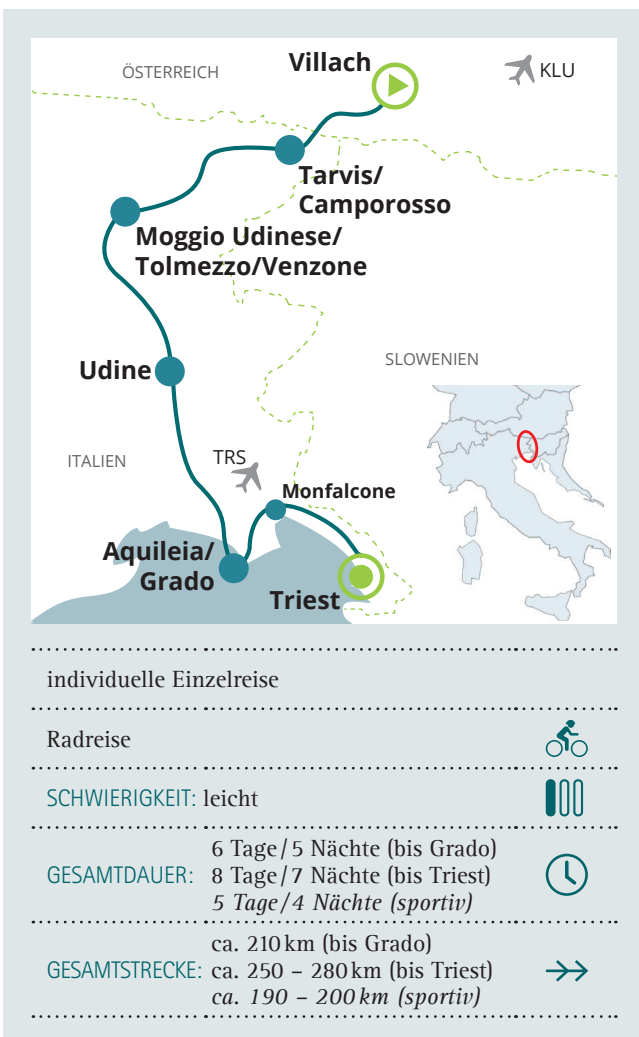 ÖSTERREICH
Villach
KLU
Tarvis/
Camporosso
Moggio Udinese/
Tolmezzo/Venzone
SLOWENIEN
Udine
ITALIEN
TRS
Monfalcone
Aquileia/
Grado
Triest
individuelle Einzelreise
Radreise
SCHWIERIGKEIT: leicht
6 Tage/5 Nächte (bis Grado)
GESAMTDAUER: 8 Tage/7 Nächte (bis Triest)
5 Tage/4 Nächte (sportiv)
ca. 210 km (bis Grado)
GESAMTSTRECKE: ca. 250 – 280 km (bis Triest)
ca. 190 – 200 km (sportiv)